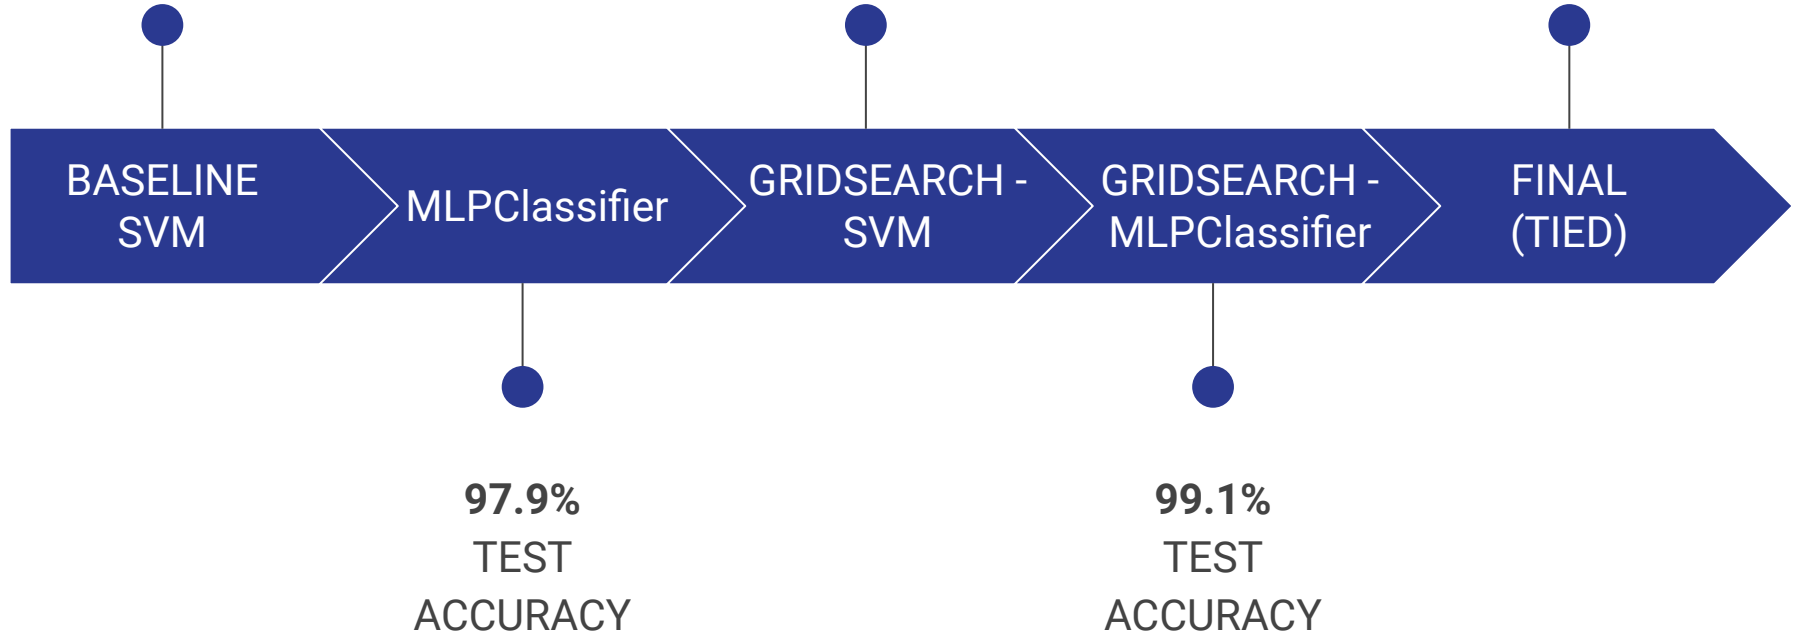 BASELINE
SVM
MLPClassifier
GRIDSEARCH -
SVM
GRIDSEARCH -
MLPClassifier
FINAL
(TIED)
97.9%
TEST
ACCURACY
99.1%
TEST
ACCURACY